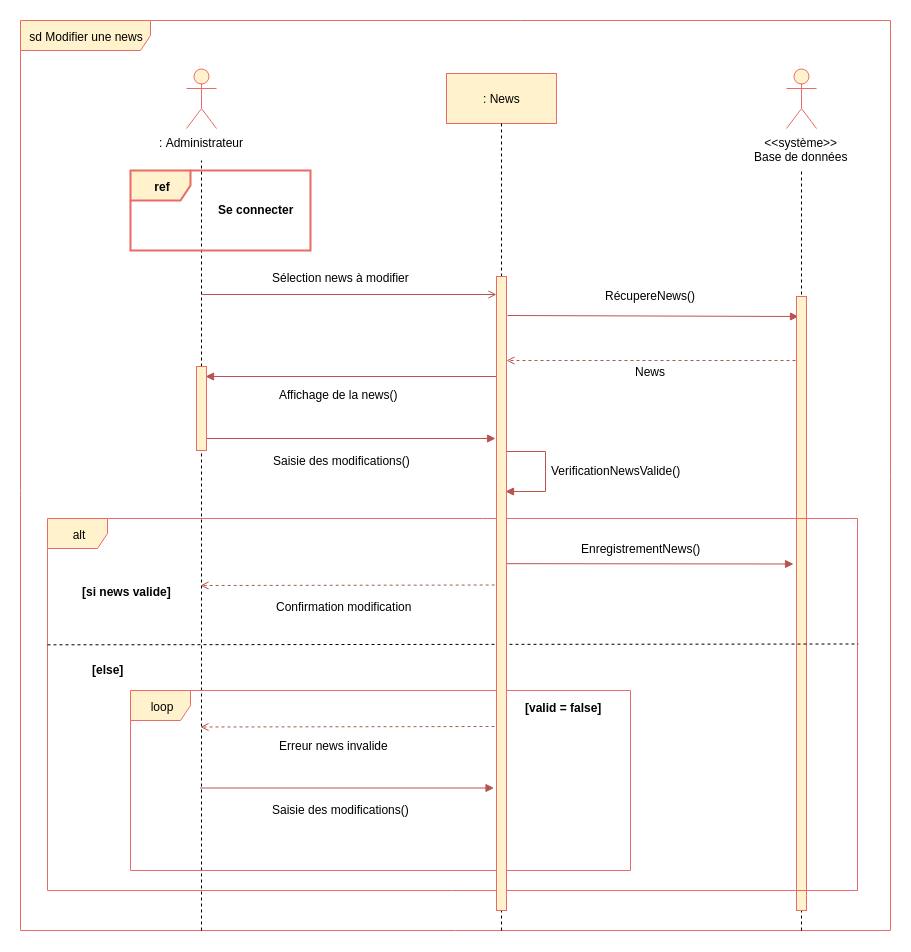 sd Modifier une news
: Administrateur
: News
<<système>>
Base de données
ref
Se connecter
Sélection news à modifier
RécupereNews()
News
Affichage de la news()
Saisie des modifications()
VerificationNewsValide()
alt
EnregistrementNews()
[si news valide]
Confirmation modification
[else]
loop
[valid = false]
Erreur news invalide
Saisie des modifications()